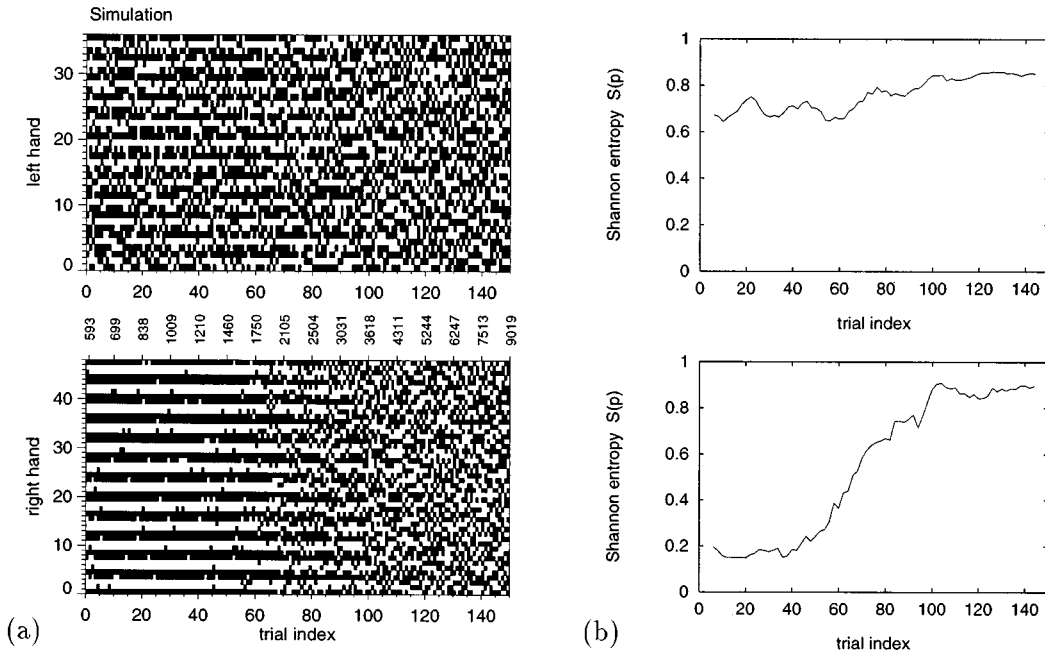 Simulation
left hand
30
20
10
0
0 20 40 60 80 100 120 140
593 699 838 1009 1210 1460 1750 2105 2504 3031 3618 4311 5244 6247 7513 9019
right hand
40
30
20
10
0
0 20 40 60 80 100 120 140
trial index
(a)
Shannon entropy S(p)
1
0.8
0.6
0.4
0.2
0
0 20 40 60 80 100 120 140
trial index
Shannon entropy S(p)
1
0.8
0.6
0.4
0.2
0
0 20 40 60 80 100 120 140
trial index
(b)